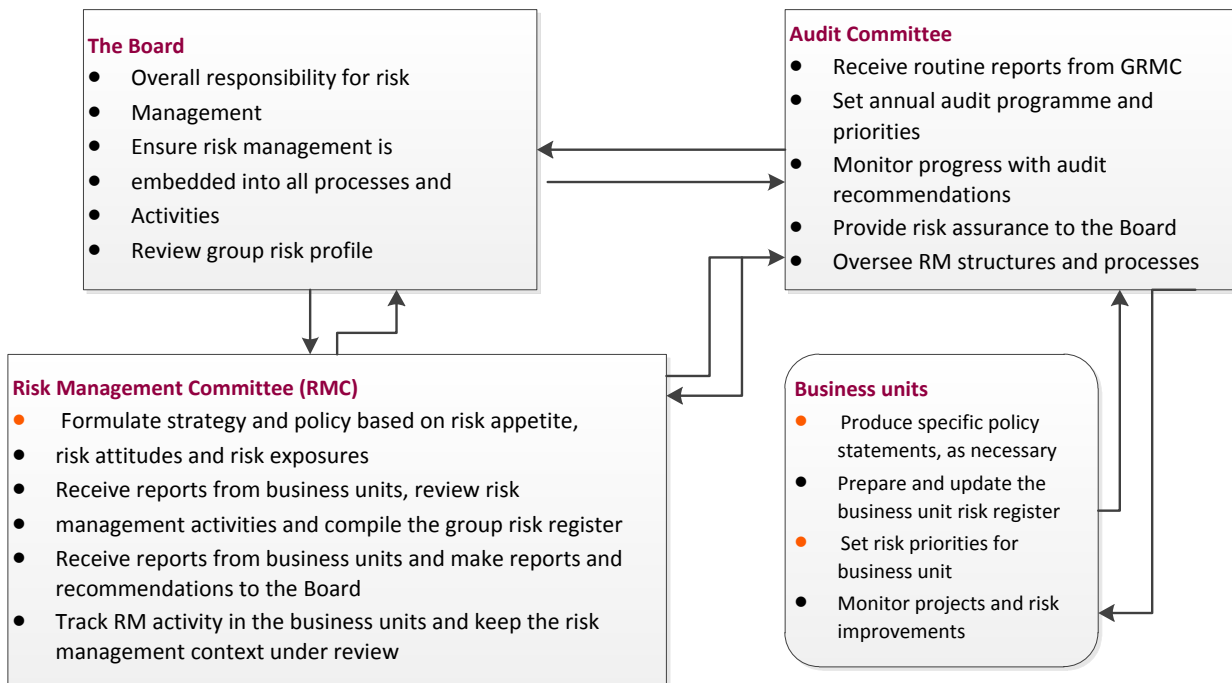 The Board
● Overall responsibility for risk
● Management
● Ensure risk management is
● embedded into all processes and
● Activities
● Review group risk profile
Audit Committee
● Receive routine reports from GRMC
● Set annual audit programme and
priorities
● Monitor progress with audit
recommendations
● Provide risk assurance to the Board
● Oversee RM structures and processes
Risk Management Committee (RMC)
● Formulate strategy and policy based on risk appetite,
● risk attitudes and risk exposures
● Receive reports from business units, review risk
● management activities and compile the group risk register
● Receive reports from business units and make reports and
recommendations to the Board
● Track RM activity in the business units and keep the risk
management context under review
Business units
● Produce specific policy
statements, as necessary
● Prepare and update the
business unit risk register
● Set risk priorities for
business unit
● Monitor projects and risk
improvements